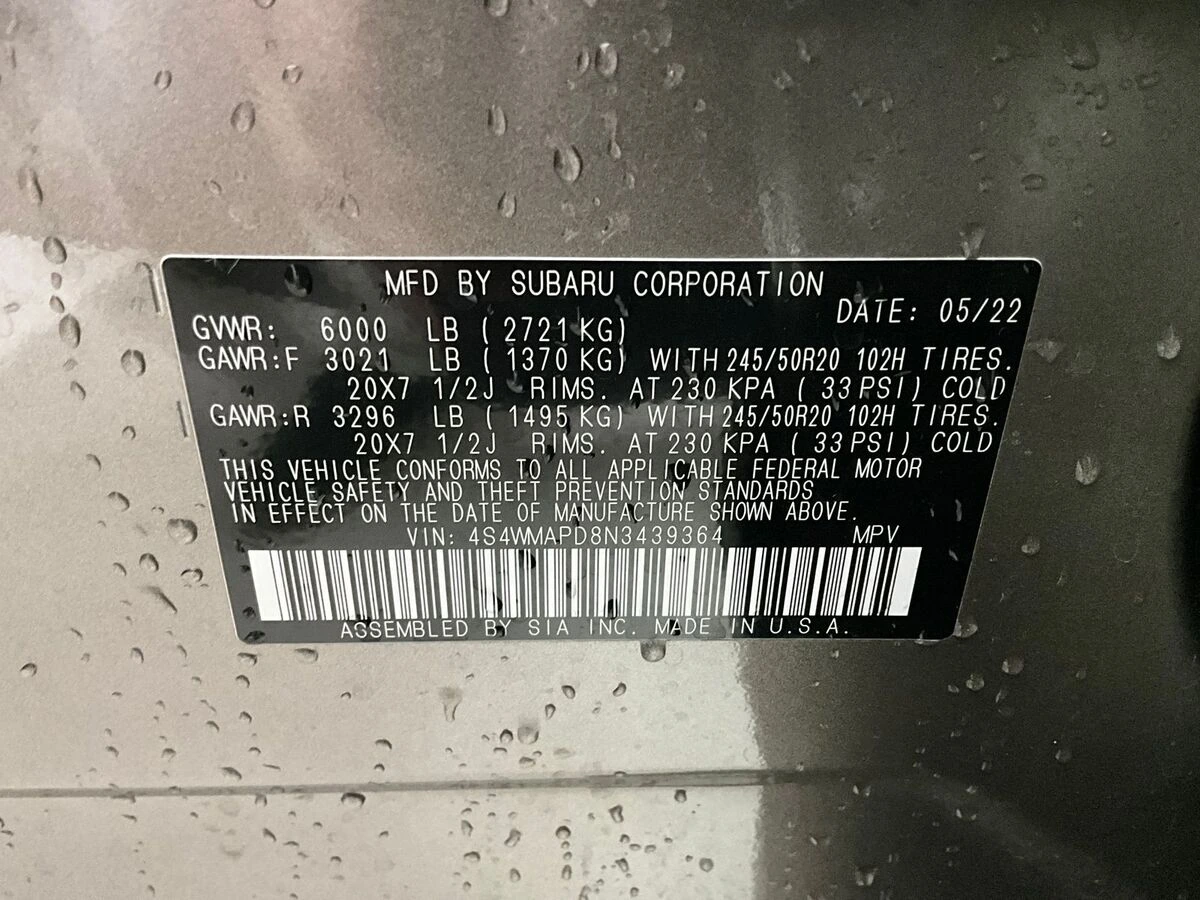 MFD BY SUBARU CORPORATION
DATE: 05/22
GVWR: 6000 LB ( 2721 KG)
GAWR:F 3021 LB ( 1370 KG) WITH 245/50R20 102H TIRES.
20X7 1/2J RIMS. AT 230 KPA ( 33 PSI) COLD
GAWR:R 3296 LB ( 1495 KG) WITH 245/50R20 102H TIRES.
20X7 1/2J RIMS. AT 230 KPA ( 33 PSI) COLD
THIS VEHICLE CONFORMS TO ALL APPLICABLE FEDERAL MOTOR
VEHICLE SAFETY AND THEFT PREVENTION STANDARDS
IN EFFECT ON THE DATE OF MANUFACTURE SHOWN ABOVE.
VIN: 4S4WMAPD8N3439364 MPV
ASSEMBLED BY SIA INC. MADE IN U.S.A.